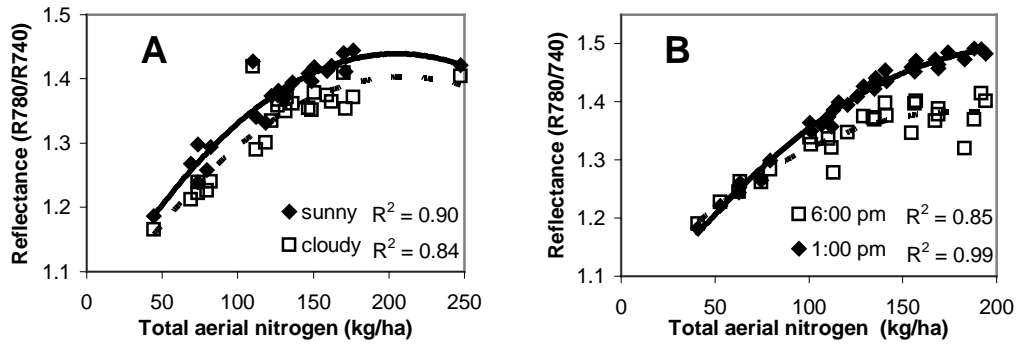 A
Reflectance (R780/R740)
1.5
1.4
1.3
1.2
1.1
sunny R² = 0.90
cloudy R² = 0.84
0 50 100 150 200 250
Total aerial nitrogen (kg/ha)
B
Reflectance (R780/740)
1.5
1.4
1.3
1.2
1.1
6:00 pm R² = 0.85
1:00 pm R² = 0.99
0 50 100 150 200
Total aerial nitrogen (kg/ha)